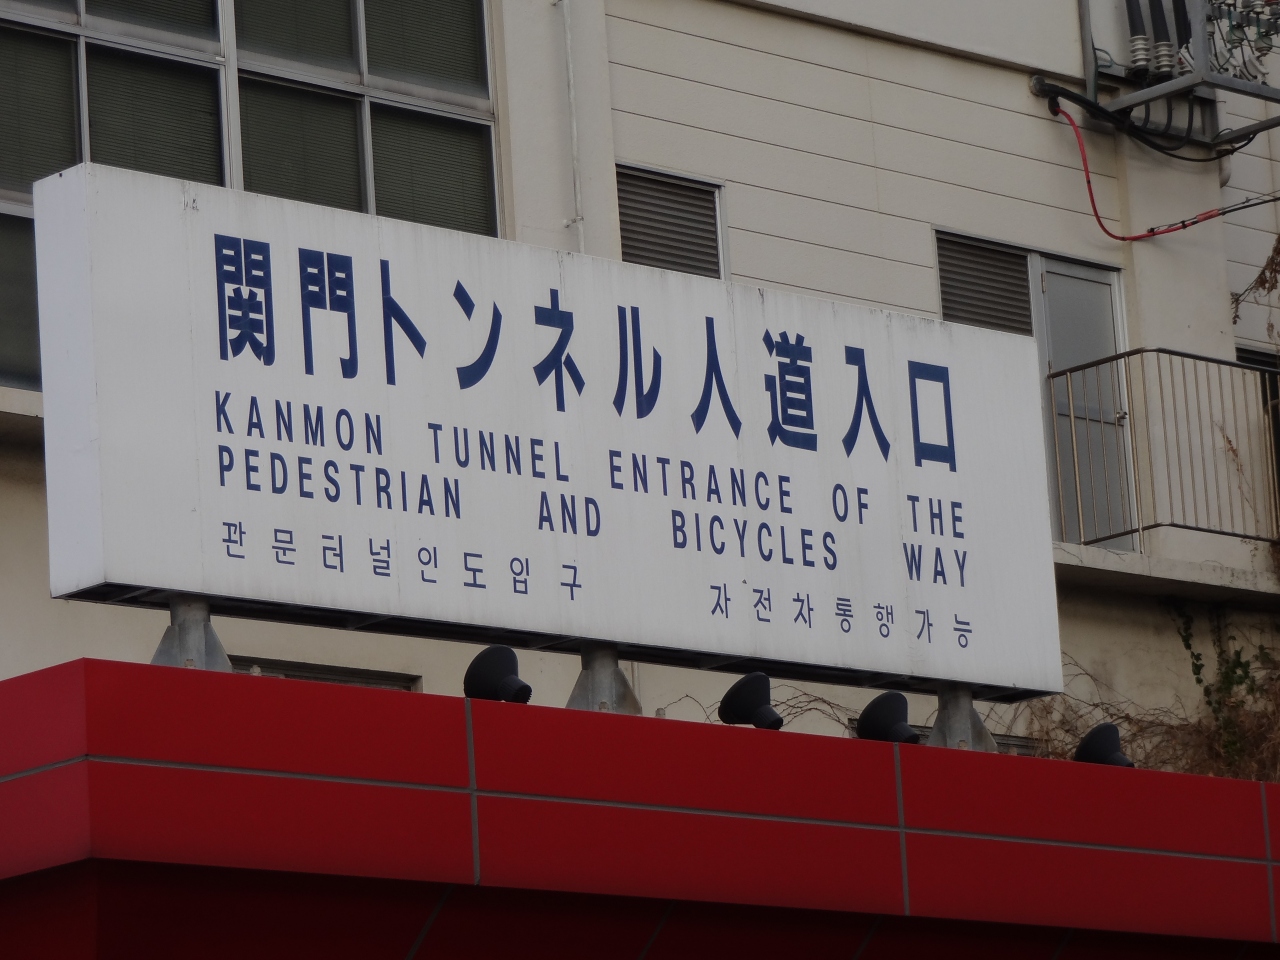 関門トンネル人道入口
KANMON TUNNEL ENTRANCE OF THE
PEDESTRIAN AND BICYCLES WAY
관문터널인도입구 자전차통행가능